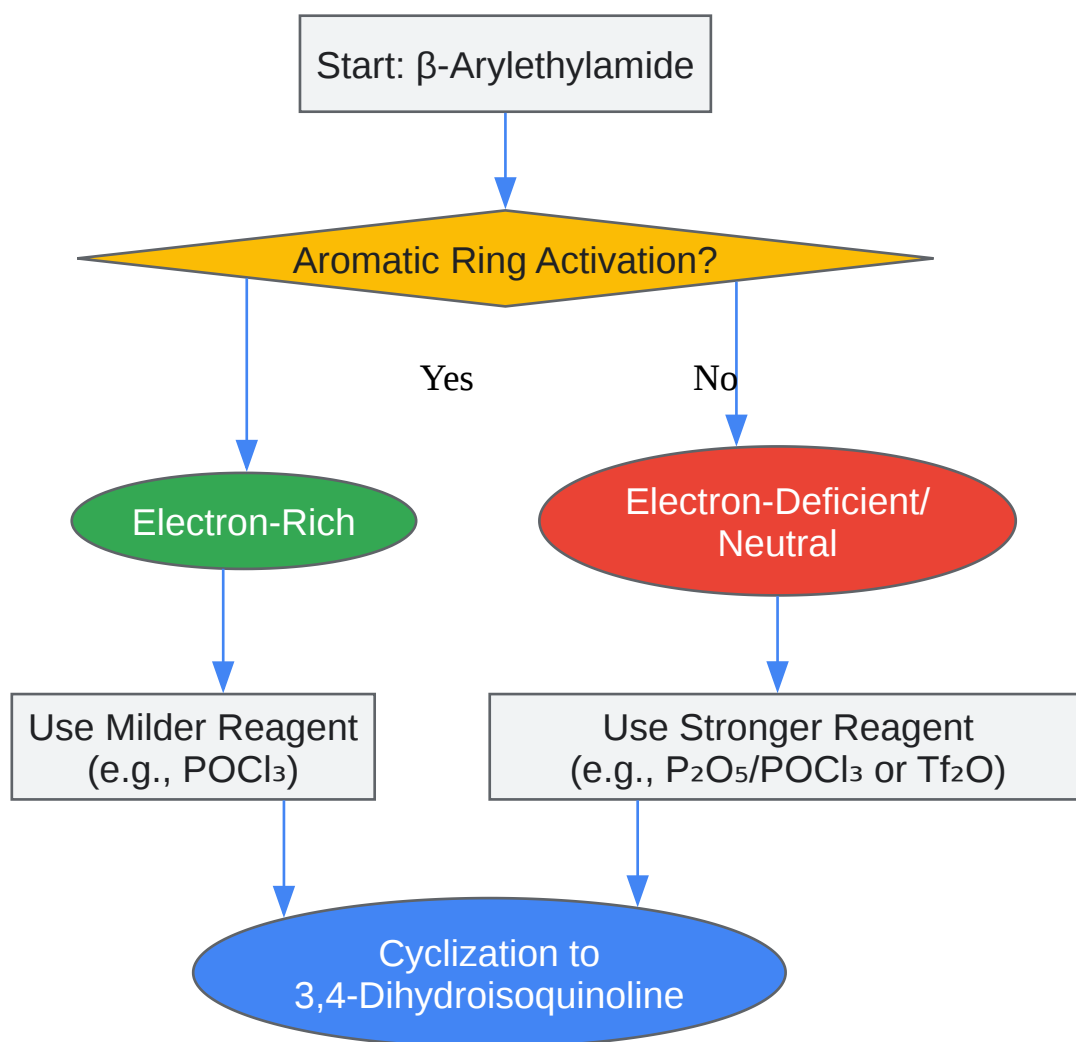 Start: β-Arylethylamide
Aromatic Ring Activation?
Yes
No
Electron-Rich
Electron-Deficient/
Neutral
Use Milder Reagent
(e.g., POCl₃)
Use Stronger Reagent
(e.g., P₂O₅/POCl₃ or Tf₂O)
Cyclization to
3,4-Dihydroisoquinoline